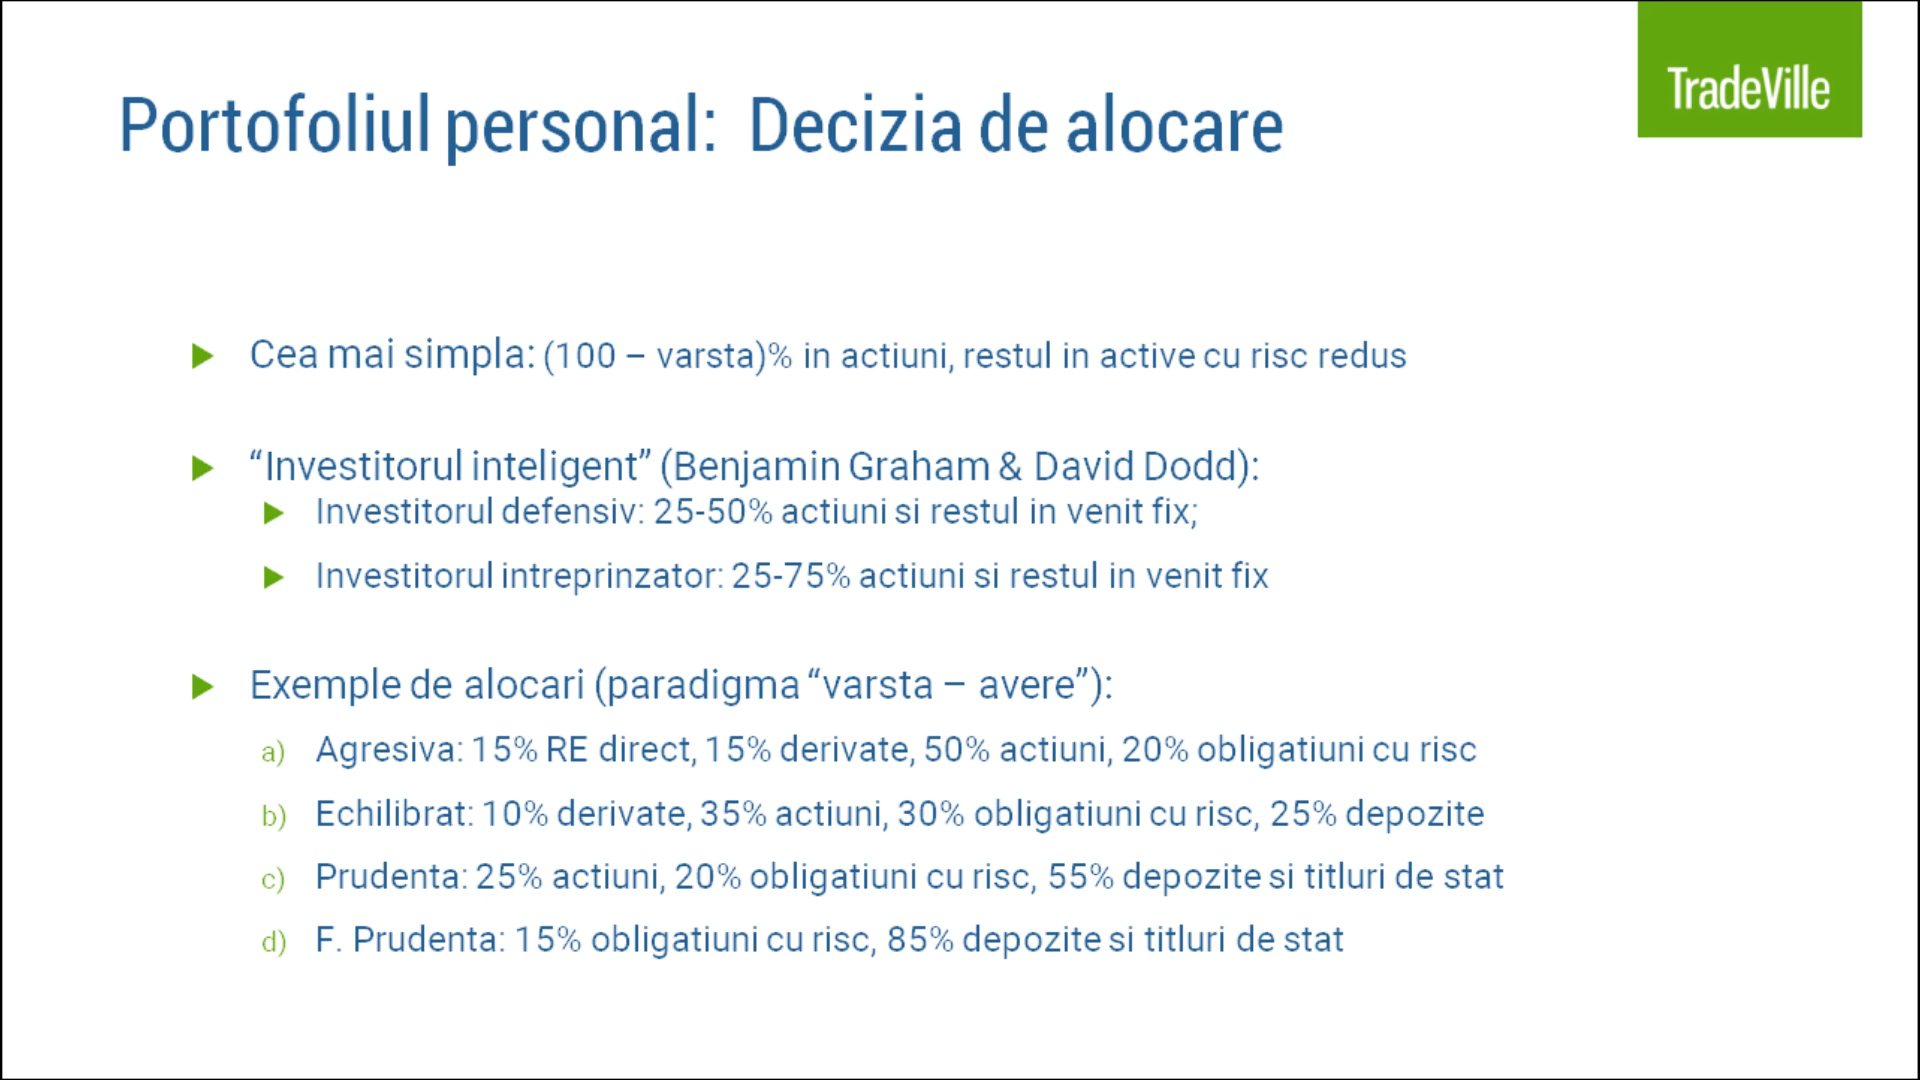 TradeVille
Portofoliul personal: Decizia de alocare
Cea mai simpla: (100 – varsta)% in actiuni, restul in active cu risc redus
“Investitorul inteligent” (Benjamin Graham & David Dodd):
Investitorul defensiv: 25-50% actiuni si restul in venit fix;
Investitorul intreprinzator: 25-75% actiuni si restul in venit fix
Exemple de alocari (paradigma “varsta – avere”):
a) Agresiva: 15% RE direct, 15% derivate, 50% actiuni, 20% obligatiuni cu risc
b) Echilibrat: 10% derivate, 35% actiuni, 30% obligatiuni cu risc, 25% depozite
c) Prudenta: 25% actiuni, 20% obligatiuni cu risc, 55% depozite si titluri de stat
d) F. Prudenta: 15% obligatiuni cu risc, 85% depozite si titluri de stat